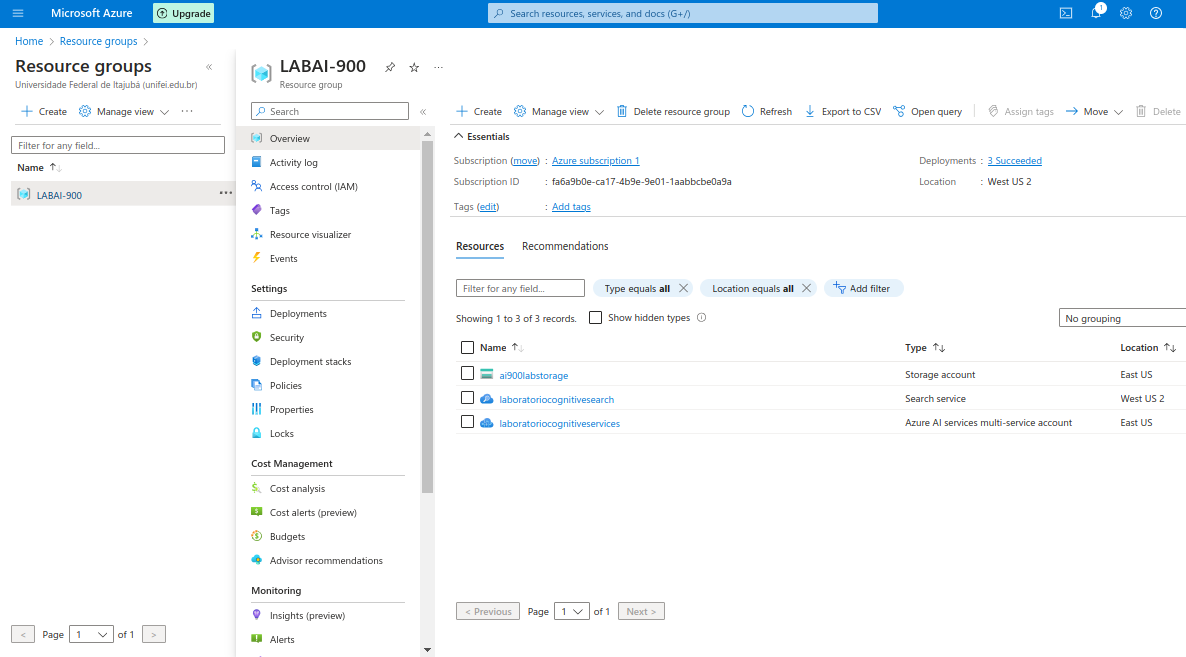 Microsoft Azure
Upgrade
Search resources, services, and docs (G+/)
1
Home > Resource groups >
Resource groups
Universidade Federal de Itajubá (unifei.edu.br)
Create
Manage view
Filter for any field...
Name
LABAI-900
< Page 1 of 1 >
LABAI-900
Resource group
Search
Overview
Activity log
Access control (IAM)
Tags
Resource visualizer
Events
Settings
Deployments
Security
Deployment stacks
Policies
Properties
Locks
Cost Management
Cost analysis
Cost alerts (preview)
Budgets
Advisor recommendations
Monitoring
Insights (preview)
Alerts
Create Manage view Delete resource group Refresh Export to CSV Open query Assign tags Move Delete
Essentials
Subscription (move) : Azure subscription 1
Subscription ID : fa6a9b0e-ca17-4b9e-9e01-1aabbcbe0a9a
Tags (edit) : Add tags
Deployments : 3 Succeeded
Location : West US 2
Resources Recommendations
Filter for any field... Type equals all Location equals all Add filter
Showing 1 to 3 of 3 records. Show hidden types
No grouping
Name Type Location
ai900labstorage Storage account East US
laboratoriocognitivesearch Search service West US 2
laboratoriocognitiveservices Azure AI services multi-service account East US
< Previous Page 1 of 1 Next >